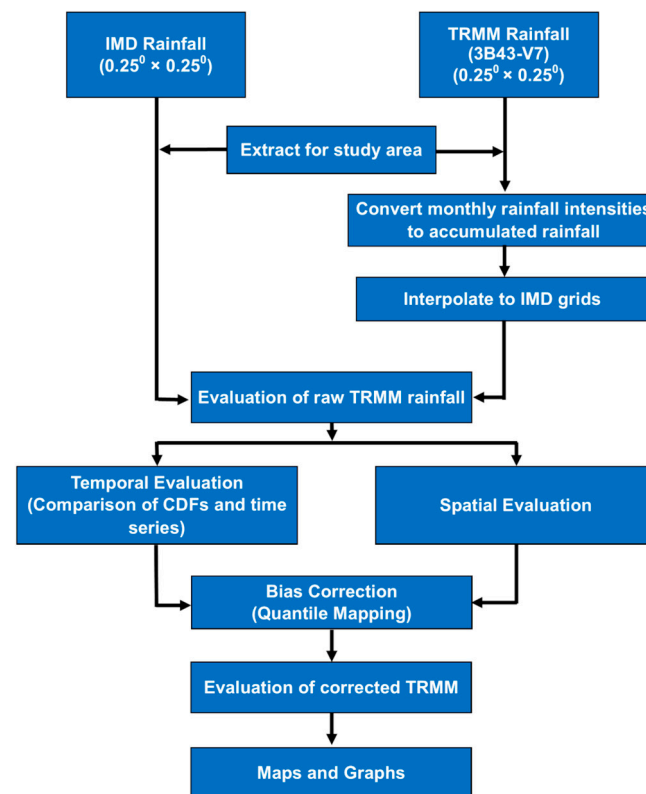 IMD Rainfall
(0.25⁰ × 0.25⁰)
TRMM Rainfall
(3B43-V7)
(0.25⁰ × 0.25⁰)
Extract for study area
Convert monthly rainfall intensities
to accumulated rainfall
Interpolate to IMD grids
Evaluation of raw TRMM rainfall
Temporal Evaluation
(Comparison of CDFs and time
series)
Spatial Evaluation
Bias Correction
(Quantile Mapping)
Evaluation of corrected TRMM
Maps and Graphs